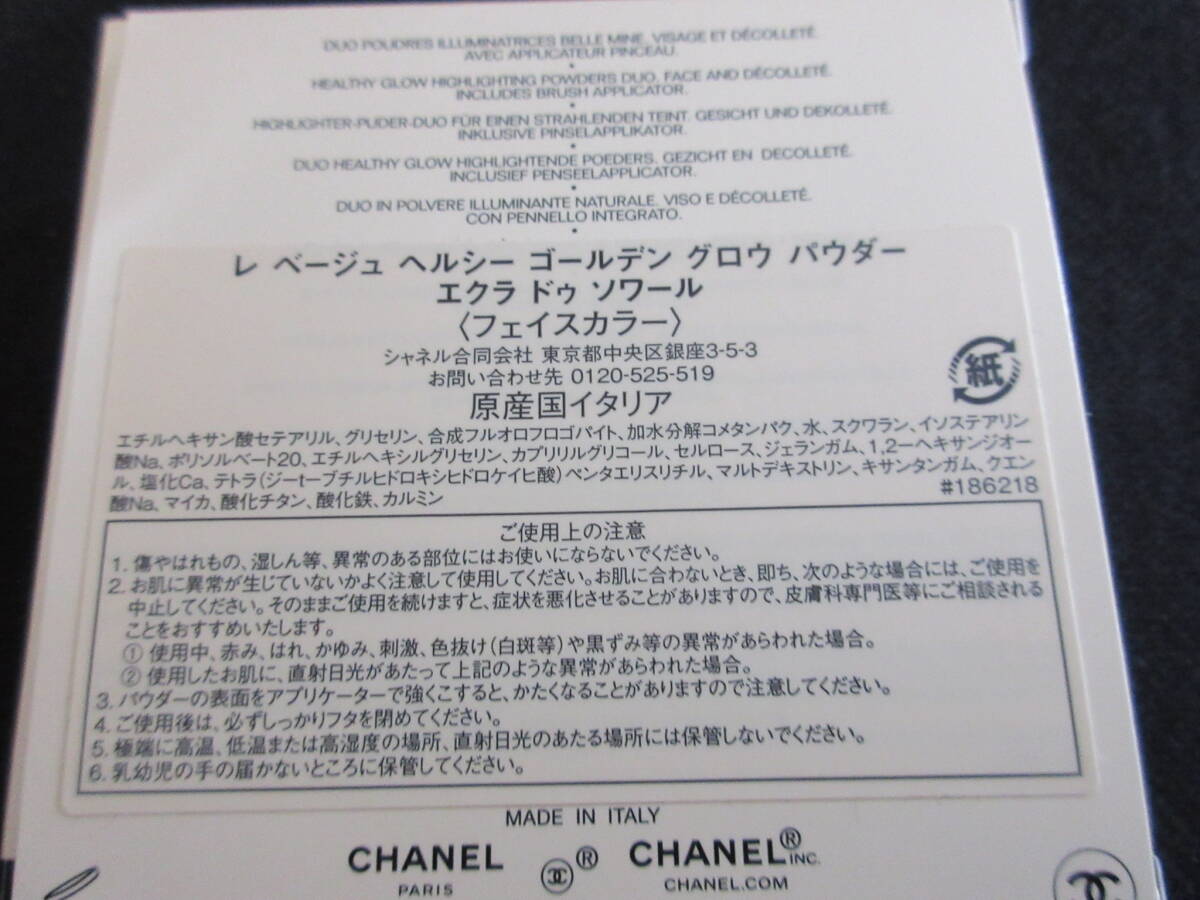 DUO POUDRES ILLUMINATRICES BELLE MINE, VISAGE ET DÉCOLLETÉ.
AVEC APPLICATEUR PINCEAU.
HEALTHY GLOW HIGHLIGHTING POWDERS DUO, FACE AND DÉCOLLETÉ.
INCLUDES BRUSH APPLICATOR.
HIGHLIGHTER-PUDER-DUO FÜR EINEN STRAHLENDEN TEINT. GESICHT UND DEKOLLETÉ.
INKLUSIVE PINSELAPPLIKATOR.
DUO HEALTHY GLOW HIGHLIGHTENDE POEDERS. GEZICHT EN DECOLLETÉ.
INCLUSIEF PENSEELAPPLICATOR.
DUO IN POLVERE ILLUMINANTE NATURALE. VISO E DÉCOLLETÉ.
CON PENNELLO INTEGRATO.
レ ベージュ ヘルシー ゴールデン グロウ パウダー
エクラ ドゥ ソワール
〈フェイスカラー〉
シャネル合同会社 東京都中央区銀座3-5-3
お問い合わせ先 0120-525-519
原産国イタリア
紙
エチルヘキサン酸セテアリル、グリセリン、合成フルオロフロゴパイト、加水分解コメタンパク、水、スクワラン、イソステアリン
酸Na、ポリソルベート20、エチルヘキシルグリセリン、カプリリルグリコール、セルロース、ジェランガム、1,2-ヘキサンジオー
ル、塩化Ca、テトラ(ジ-t-ブチルヒドロキシヒドロケイヒ酸)ペンタエリスリチル、マルトデキストリン、キサンタンガム、クエン
酸Na、マイカ、酸化チタン、酸化鉄、カルミン
#186218
ご使用上の注意
1. 傷やはれもの、湿しん等、異常のある部位にはお使いにならないでください。
2. お肌に異常が生じていないかよく注意して使用してください。お肌に合わないとき、即ち、次のような場合には、ご使用を
中止してください。そのままご使用を続けますと、症状を悪化させることがありますので、皮膚科専門医等にご相談される
ことをおすすめいたします。
① 使用中、赤み、はれ、かゆみ、刺激、色抜け(白斑等)や黒ずみ等の異常があらわれた場合。
② 使用したお肌に、直射日光があたって上記のような異常があらわれた場合。
3. パウダーの表面をアプリケーターで強くこすると、かたくなることがありますので注意してください。
4. ご使用後は、必ずしっかりフタを閉めてください。
5. 極端に高温、低温または高湿度の場所、直射日光のあたる場所には保管しないでください。
6. 乳幼児の手の届かないところに保管してください。
MADE IN ITALY
CHANEL ® CHANEL® INC.
PARIS CHANEL.COM